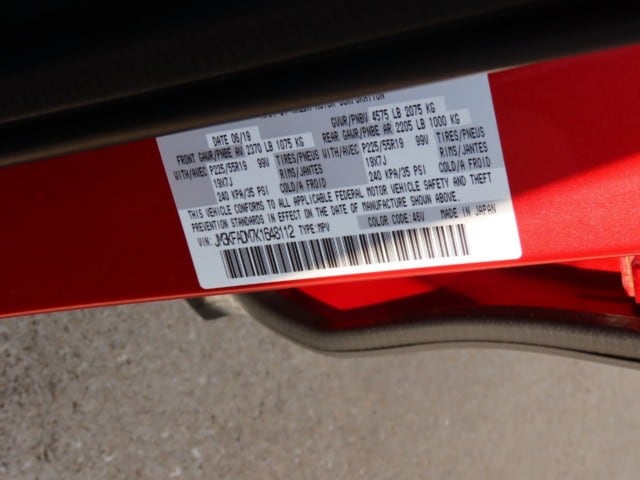 MOTOR CORPORATION
DATE 06/19 GVWR/PNBV 4575 LB 2075 KG
FRONT GAWR/PNBE AV 2370 LB 1075 KG REAR GAWR/PNBE AR 2205 LB 1000 KG
WITH/AVEC P225/55R19 99V TIRES/PNEUS WITH/AVEC P225/55R19 99V TIRES/PNEUS
19X7J RIMS/JANTES 19X7J RIMS/JANTES
240 KPA/35 PSI COLD/A FROID 240 KPA/35 PSI COLD/A FROID
THIS VEHICLE CONFORMS TO ALL APPLICABLE FEDERAL MOTOR VEHICLE SAFETY AND THEFT
PREVENTION STANDARDS IN EFFECT ON THE DATE OF MANUFACTURE SHOWN ABOVE.
VIN: JM3KFADM7K1648112 TYPE:MPV COLOR CODE:46V MADE IN JAPAN